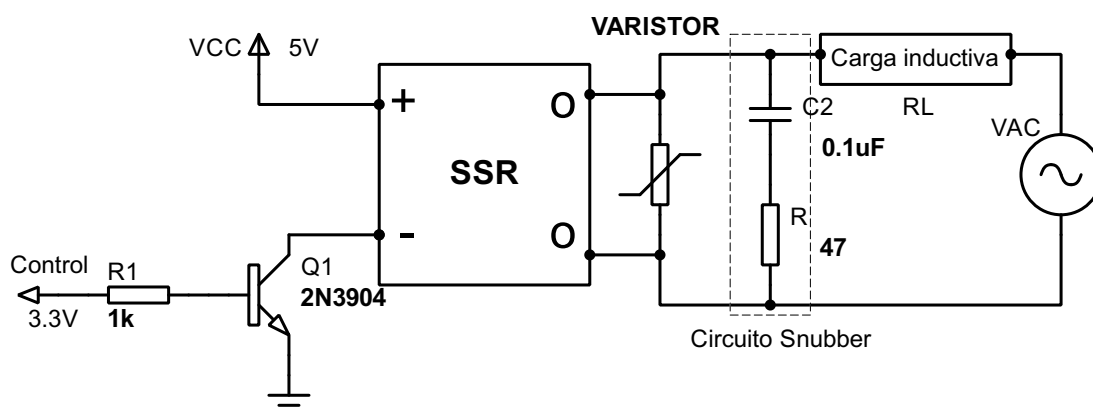 VARISTOR
VCC 5V
+
O
SSR
O
-
Carga inductiva
RL
C2
0.1uF
VAC
R
47
Control
R1
3.3V
1k
Q1
2N3904
Circuito Snubber